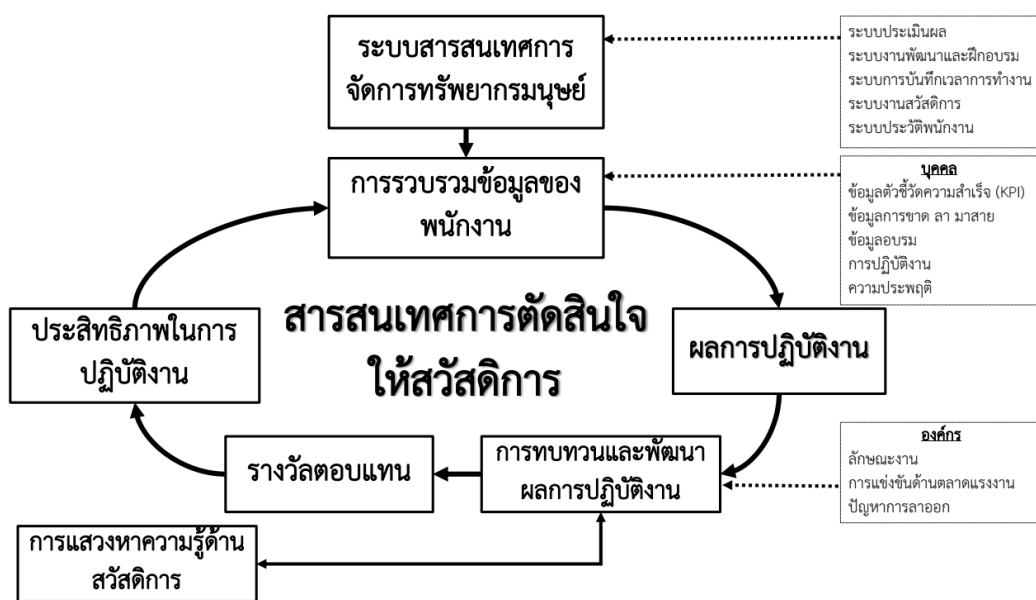 ระบบสารสนเทศการ
จัดการทรัพยากรมนุษย์
ระบบประเมินผล
ระบบงานพัฒนาและฝึกอบรม
ระบบการบันทึกเวลาการทำงาน
ระบบงานสวัสดิการ
ระบบประวัติพนักงาน
การรวบรวมข้อมูลของ
พนักงาน
บุคคล
ข้อมูลตัวชี้วัดความสำเร็จ (KPI)
ข้อมูลการขาด ลา มาสาย
ข้อมูลอบรม
การปฏิบัติงาน
ความประพฤติ
สารสนเทศการตัดสินใจ
ให้สวัสดิการ
ประสิทธิภาพในการ
ปฏิบัติงาน
ผลการปฏิบัติงาน
รางวัลตอบแทน
การทบทวนและพัฒนา
ผลการปฏิบัติงาน
องค์กร
ลักษณะงาน
การแข่งขันด้านตลาดแรงงาน
ปัญหาการลาออก
การแสวงหาความรู้ด้าน
สวัสดิการ